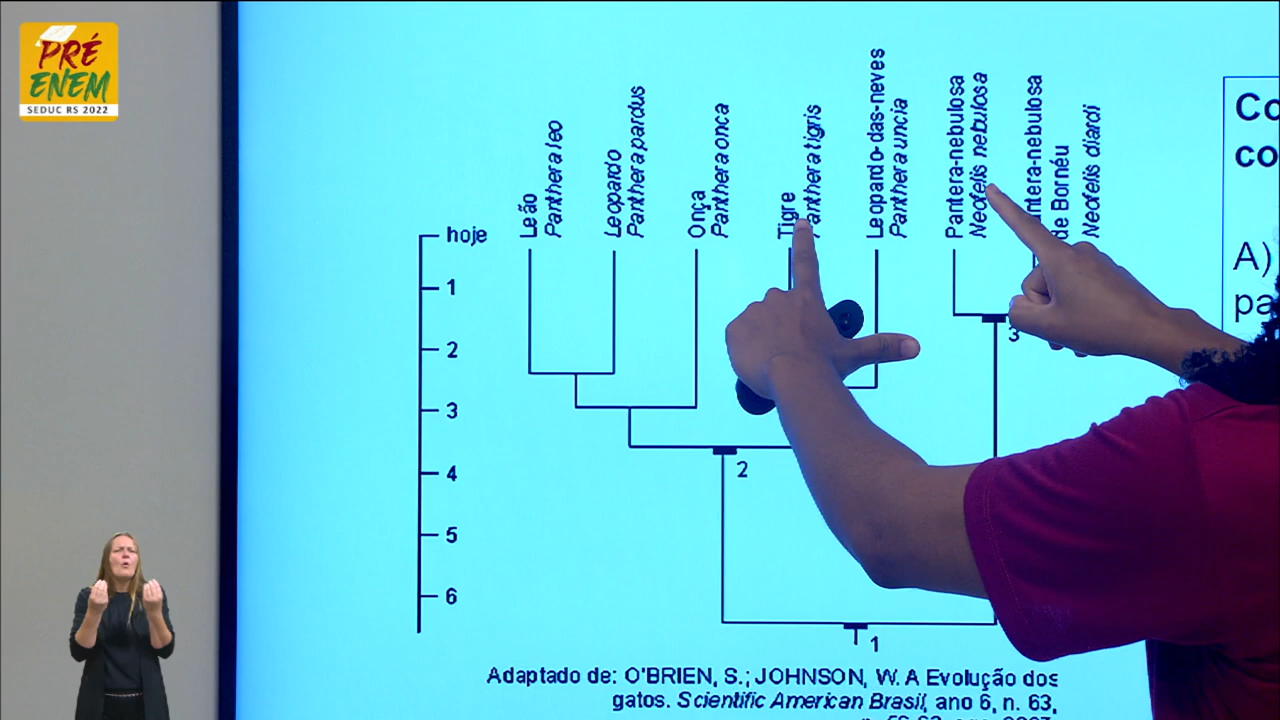 PRÉ
ENEM
SEDUC RS 2022
Leão
Panthera leo
Leopardo
Panthera pardus
Onça
Panthera onca
Tigre
Panthera tigris
Leopardo-das-neves
Panthera uncia
Pantera-nebulosa
Neofelis nebulosa
de Bornéu
Neofelis diardi
hoje
1
2
3
4
5
6
3
2
1
Co
co
A)
pa
Adaptado de: O'BRIEN, S.; JOHNSON, W. A Evolução dos
gatos. Scientific American Brasil, ano 6, n. 63,